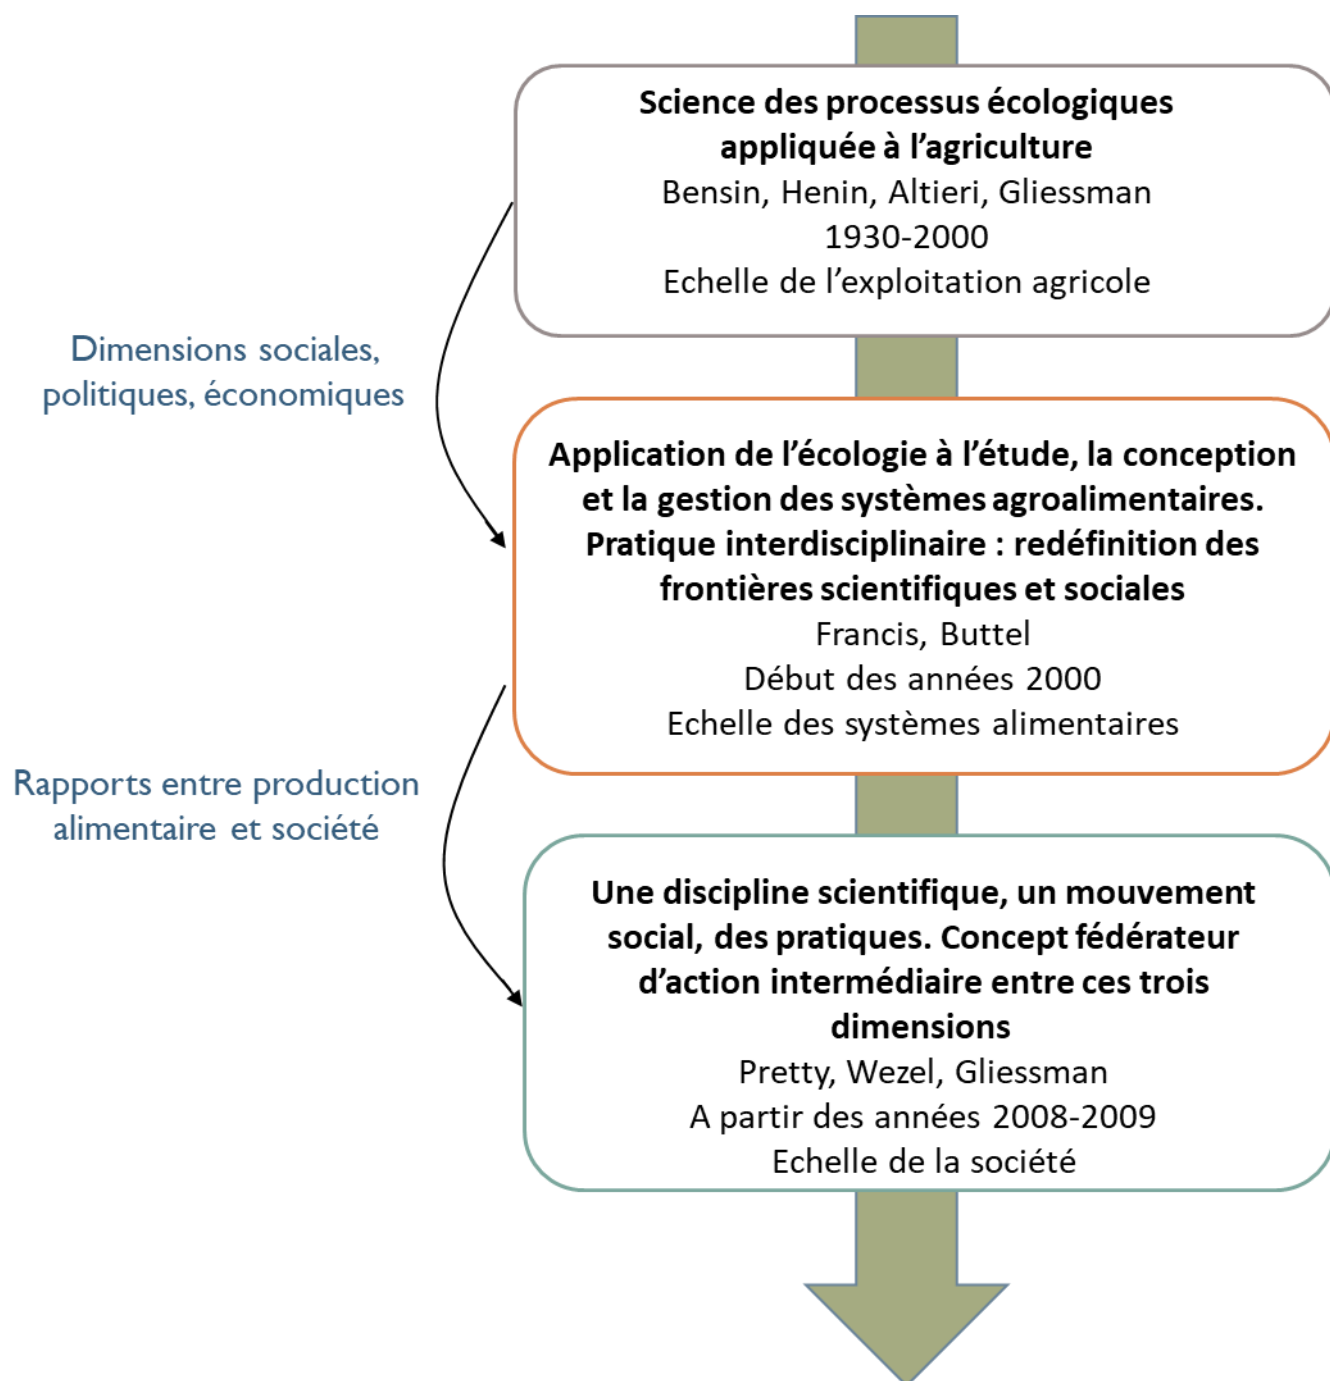 Science des processus écologiques
appliquée à l’agriculture
Bensin, Henin, Altieri, Gliessman
1930-2000
Echelle de l’exploitation agricole
Dimensions sociales,
politiques, économiques
Application de l’écologie à l’étude, la conception
et la gestion des systèmes agroalimentaires.
Pratique interdisciplinaire : redéfinition des
frontières scientifiques et sociales
Francis, Buttel
Début des années 2000
Echelle des systèmes alimentaires
Rapports entre production
alimentaire et société
Une discipline scientifique, un mouvement
social, des pratiques. Concept fédérateur
d’action intermédiaire entre ces trois
dimensions
Pretty, Wezel, Gliessman
A partir des années 2008-2009
Echelle de la société